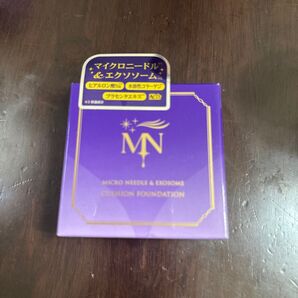 マイクロニードル
&エクソソーム
ヒアルロン酸Na
水溶性コラーゲン
プラセンタエキス
MN
MICRO NEEDLE & EXOSOME
CUSHION FOUNDATION